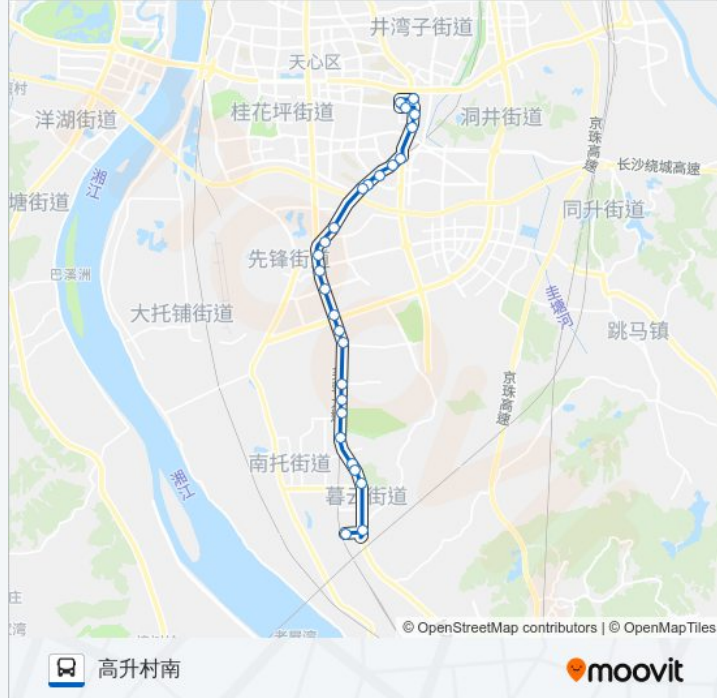 井湾子街道
天心区
桂花坪街道
洋湖街道
洞井街道
京珠高速
长沙绕城高速
湘江
塘街道
同升街道
先锋街道
巴溪洲
圭塘河
大托铺街道
跳马镇
京珠高速
南托街道
湘江
暮云街道
© OpenStreetMap contributors | © OpenMapTiles
高升村南
moovit